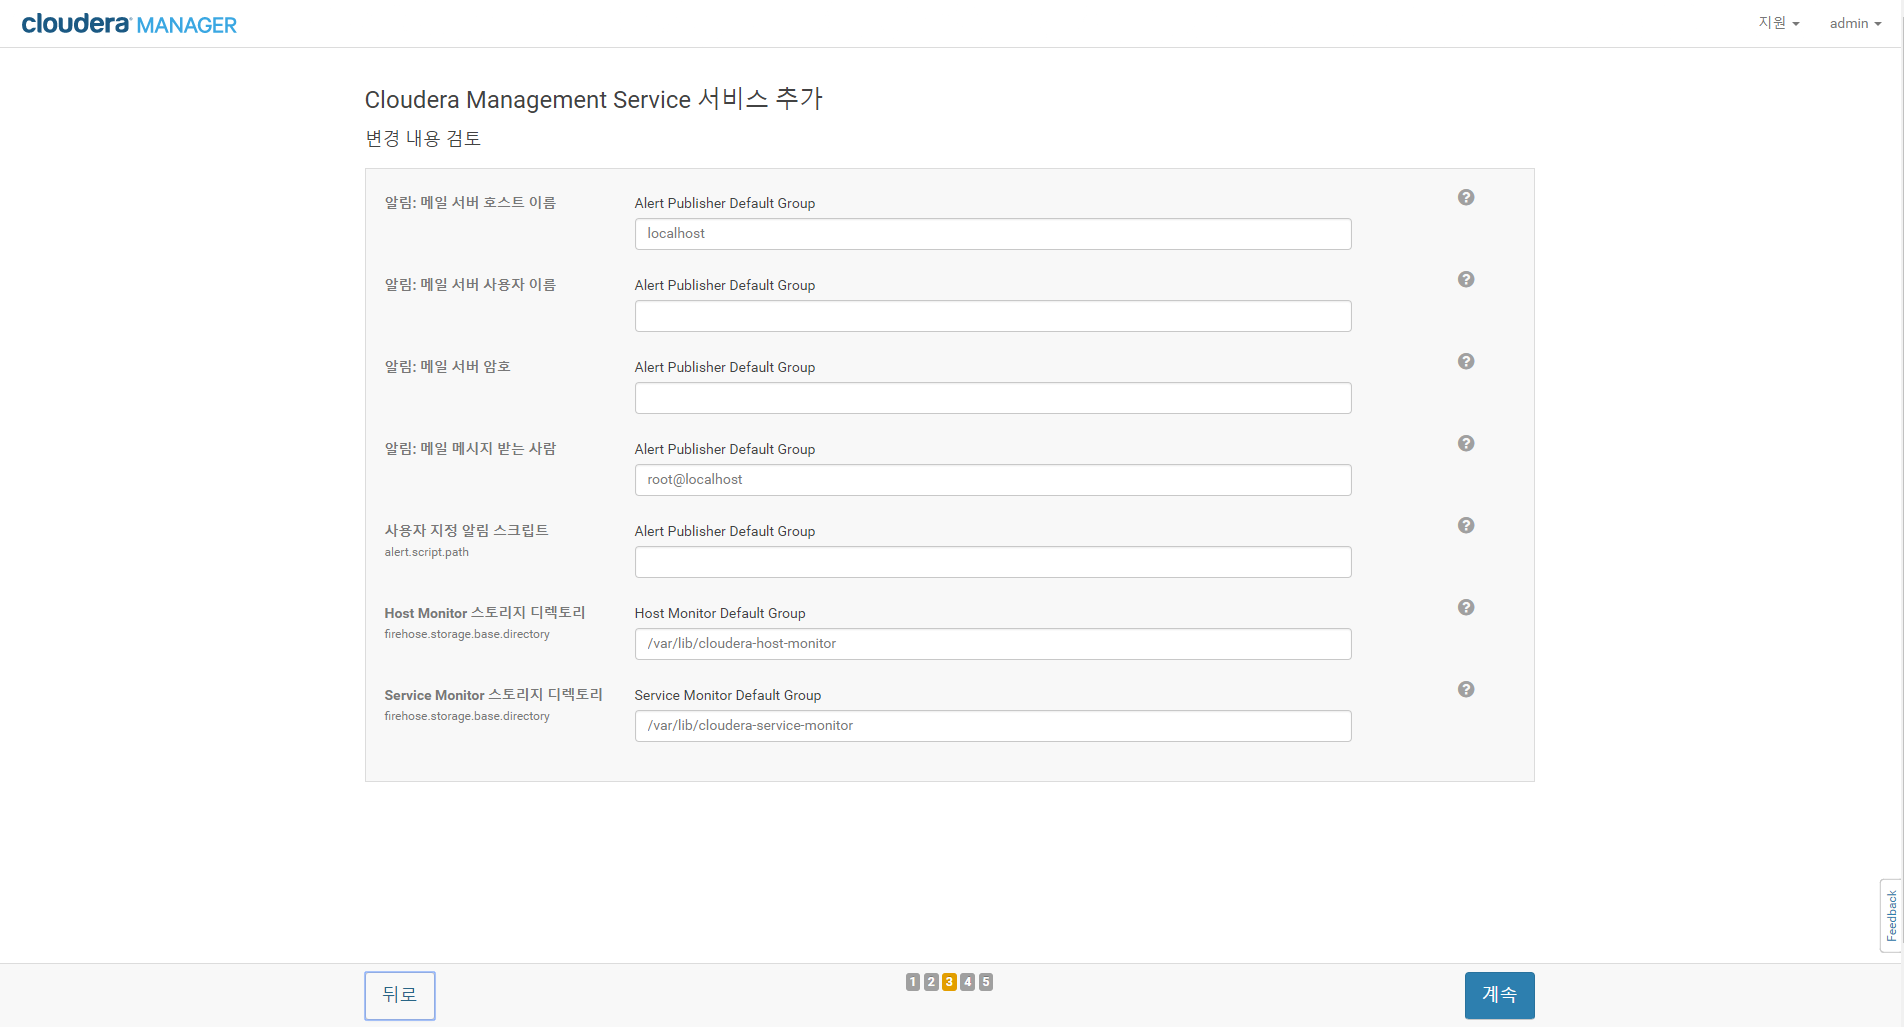 cloudera MANAGER
지원
admin
Cloudera Management Service 서비스 추가
변경 내용 검토
알림: 메일 서버 호스트 이름
Alert Publisher Default Group
localhost
알림: 메일 서버 사용자 이름
Alert Publisher Default Group
알림: 메일 서버 암호
Alert Publisher Default Group
알림: 메일 메시지 받는 사람
Alert Publisher Default Group
root@localhost
사용자 지정 알림 스크립트
alert.script.path
Alert Publisher Default Group
Host Monitor 스토리지 디렉토리
firehose.storage.base.directory
Host Monitor Default Group
/var/lib/cloudera-host-monitor
Service Monitor 스토리지 디렉토리
firehose.storage.base.directory
Service Monitor Default Group
/var/lib/cloudera-service-monitor
Feedback
뒤로
1 2 3 4 5
계속